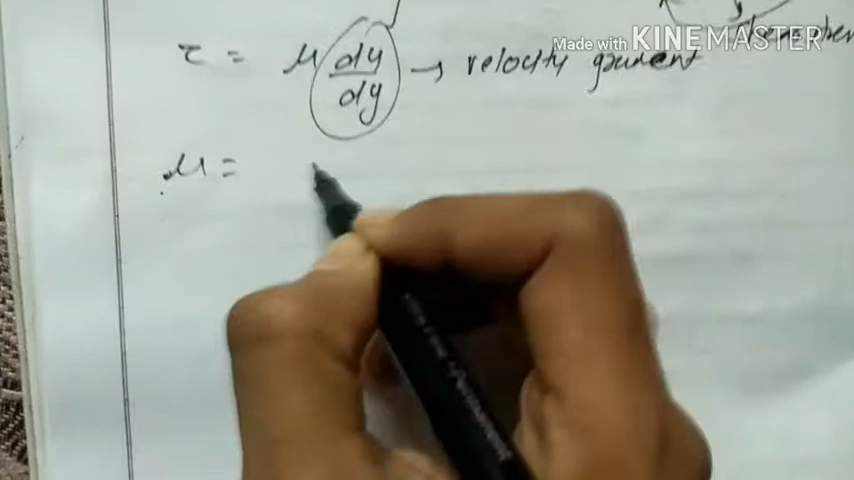 Made with KINEMASTER
τ = μ dy/dy → velocity gradient
μ =